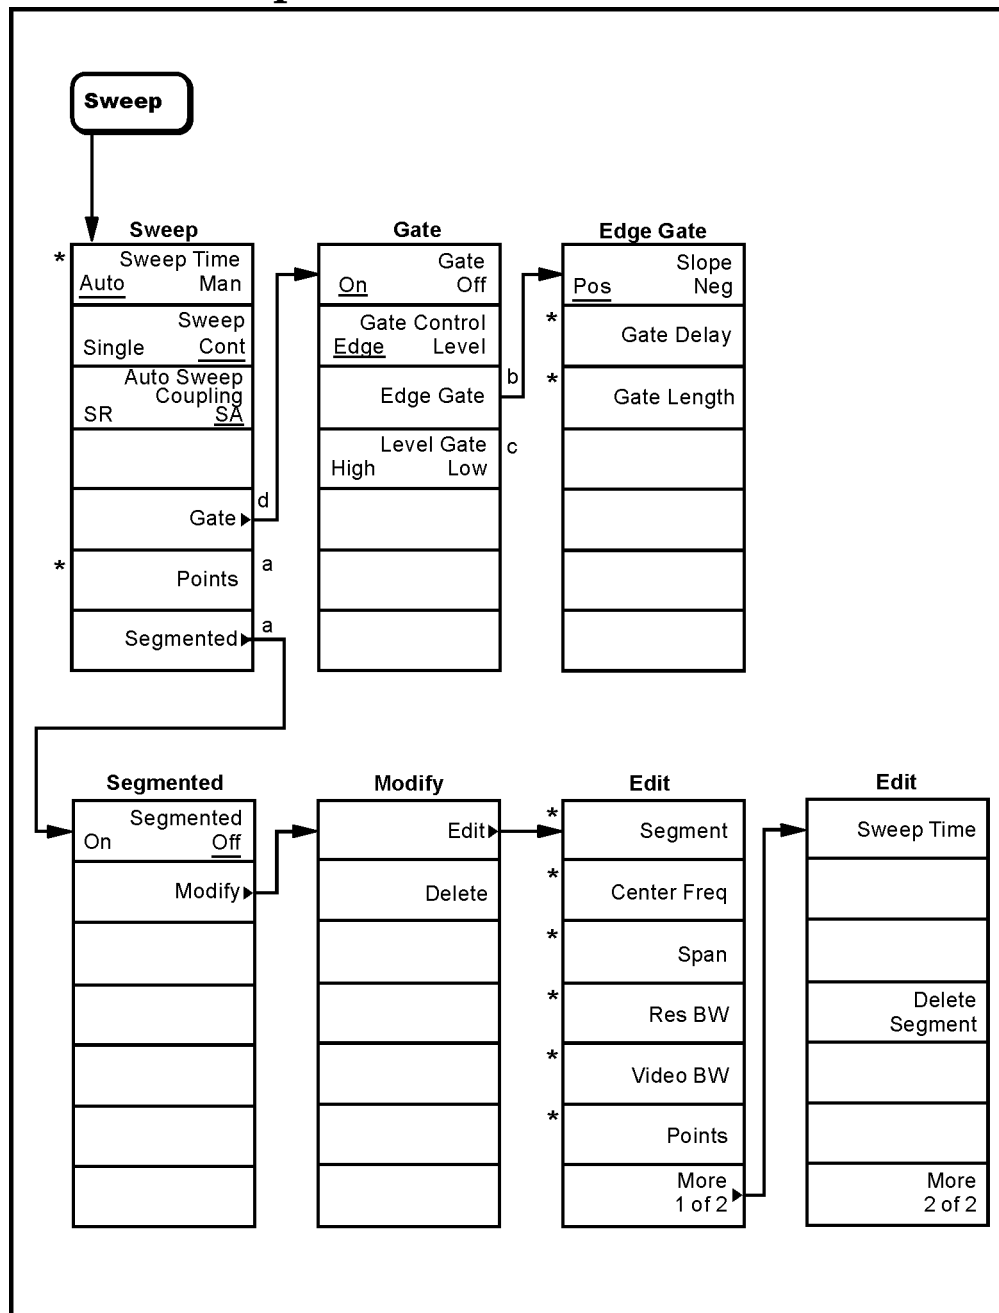 Sweep
Sweep
* Sweep Time
Auto Man
Sweep
Single Cont
Auto Sweep
Coupling
SR SA
Gate d
* Points a
Segmented a
Gate
Gate
On Off
Gate Control
Edge Level
Edge Gate b
Level Gate c
High Low
Edge Gate
Slope
Pos Neg
* Gate Delay
* Gate Length
Segmented
Segmented
On Off
Modify
Modify
Edit
Delete
Edit
* Segment
* Center Freq
* Span
* Res BW
* Video BW
* Points
More
1 of 2
Edit
Sweep Time
Delete
Segment
More
2 of 2